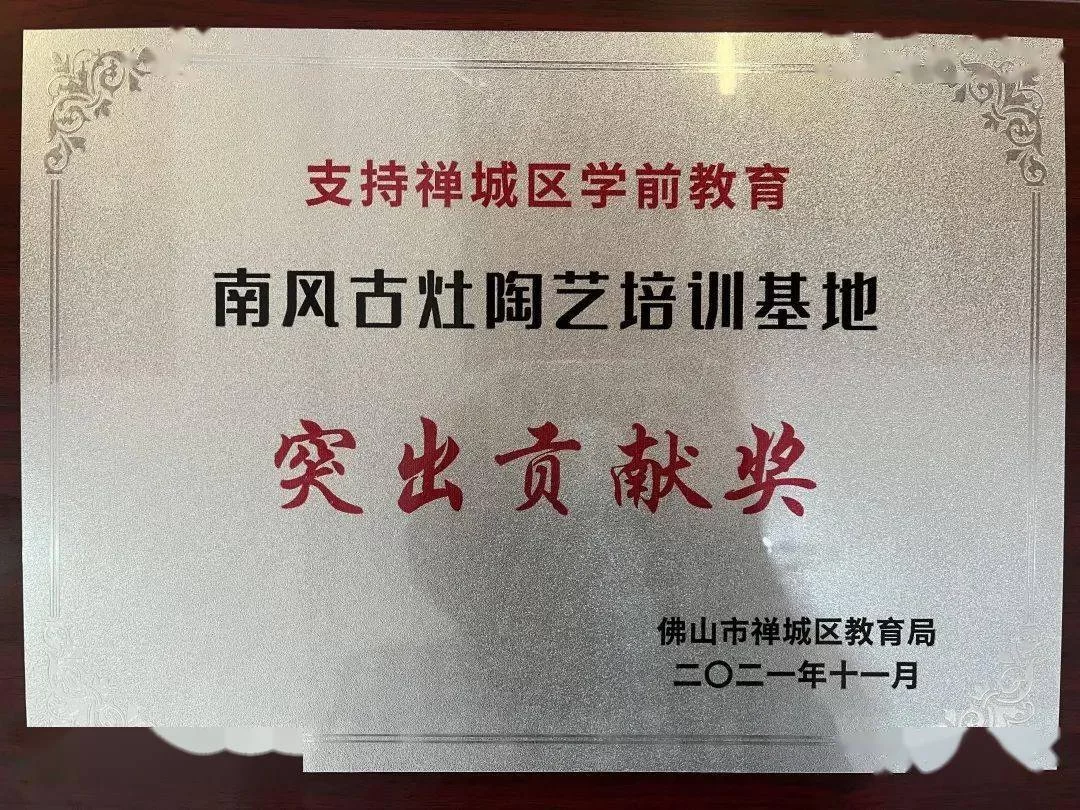 支持禅城区学前教育
南风古灶陶艺培训基地
突出贡献奖
佛山市禅城区教育局
二〇二一年十一月